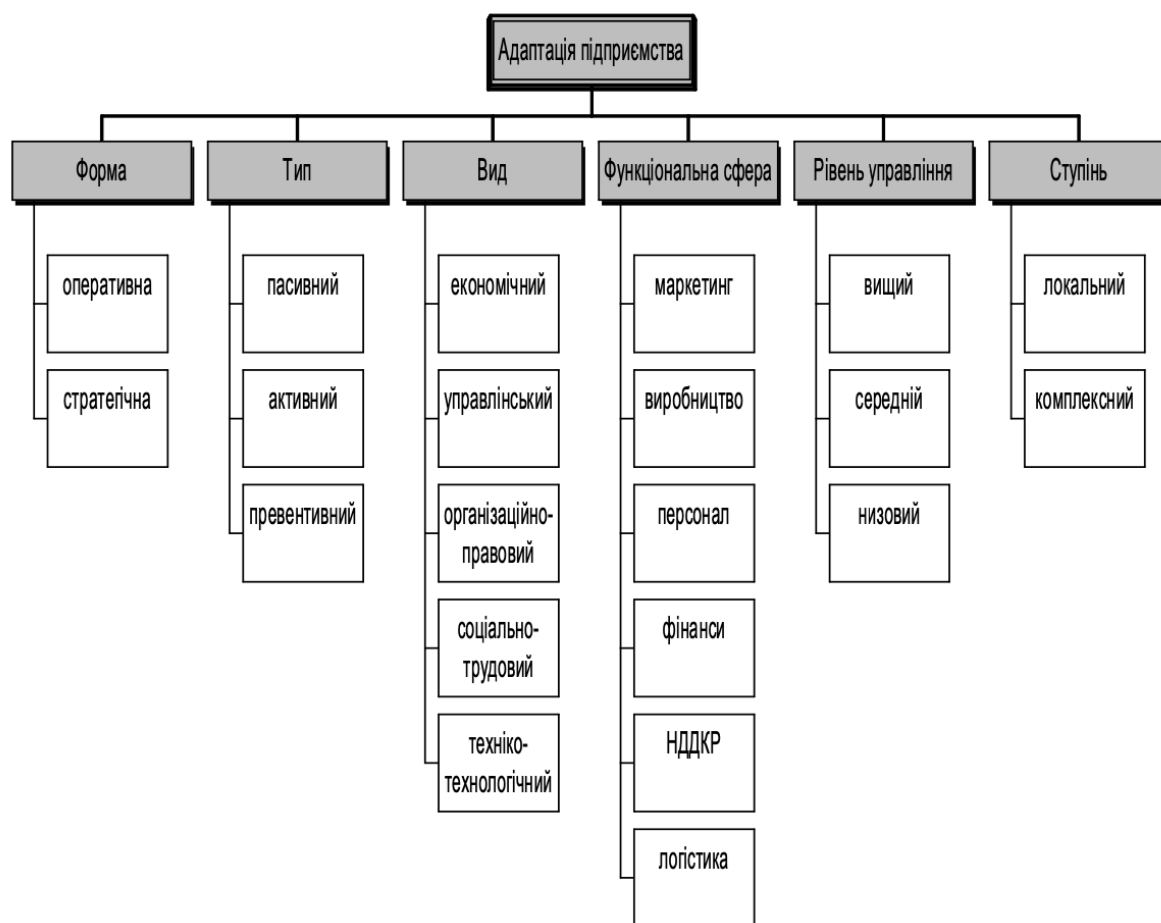 Адаптація підприємства
Форма
Тип
Вид
Функціональна сфера
Рівень управління
Ступінь
оперативна
стратегічна
пасивний
активний
превентивний
економічний
управлінський
організаційно-
правовий
соціально-
трудовий
техніко-
технологічний
маркетинг
виробництво
персонал
фінанси
НДДКР
логістика
вищий
середній
низовий
локальний
комплексний